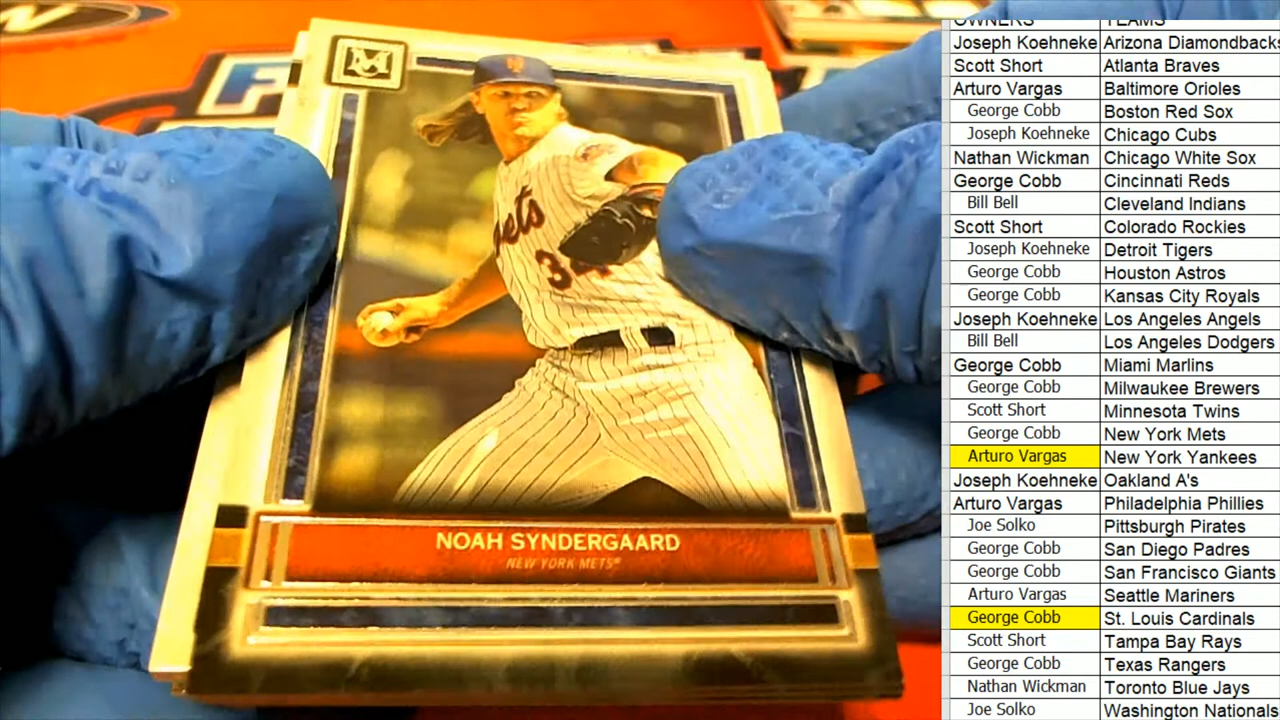 M
Mets
34
NOAH SYNDERGAARD
NEW YORK METS®
OWNERS TEAMS
Joseph Koehneke Arizona Diamondbacks
Scott Short Atlanta Braves
Arturo Vargas Baltimore Orioles
George Cobb Boston Red Sox
Joseph Koehneke Chicago Cubs
Nathan Wickman Chicago White Sox
George Cobb Cincinnati Reds
Bill Bell Cleveland Indians
Scott Short Colorado Rockies
Joseph Koehneke Detroit Tigers
George Cobb Houston Astros
George Cobb Kansas City Royals
Joseph Koehneke Los Angeles Angels
Bill Bell Los Angeles Dodgers
George Cobb Miami Marlins
George Cobb Milwaukee Brewers
Scott Short Minnesota Twins
George Cobb New York Mets
Arturo Vargas New York Yankees
Joseph Koehneke Oakland A's
Arturo Vargas Philadelphia Phillies
Joe Solko Pittsburgh Pirates
George Cobb San Diego Padres
George Cobb San Francisco Giants
Arturo Vargas Seattle Mariners
George Cobb St. Louis Cardinals
Scott Short Tampa Bay Rays
George Cobb Texas Rangers
Nathan Wickman Toronto Blue Jays
Joe Solko Washington Nationals